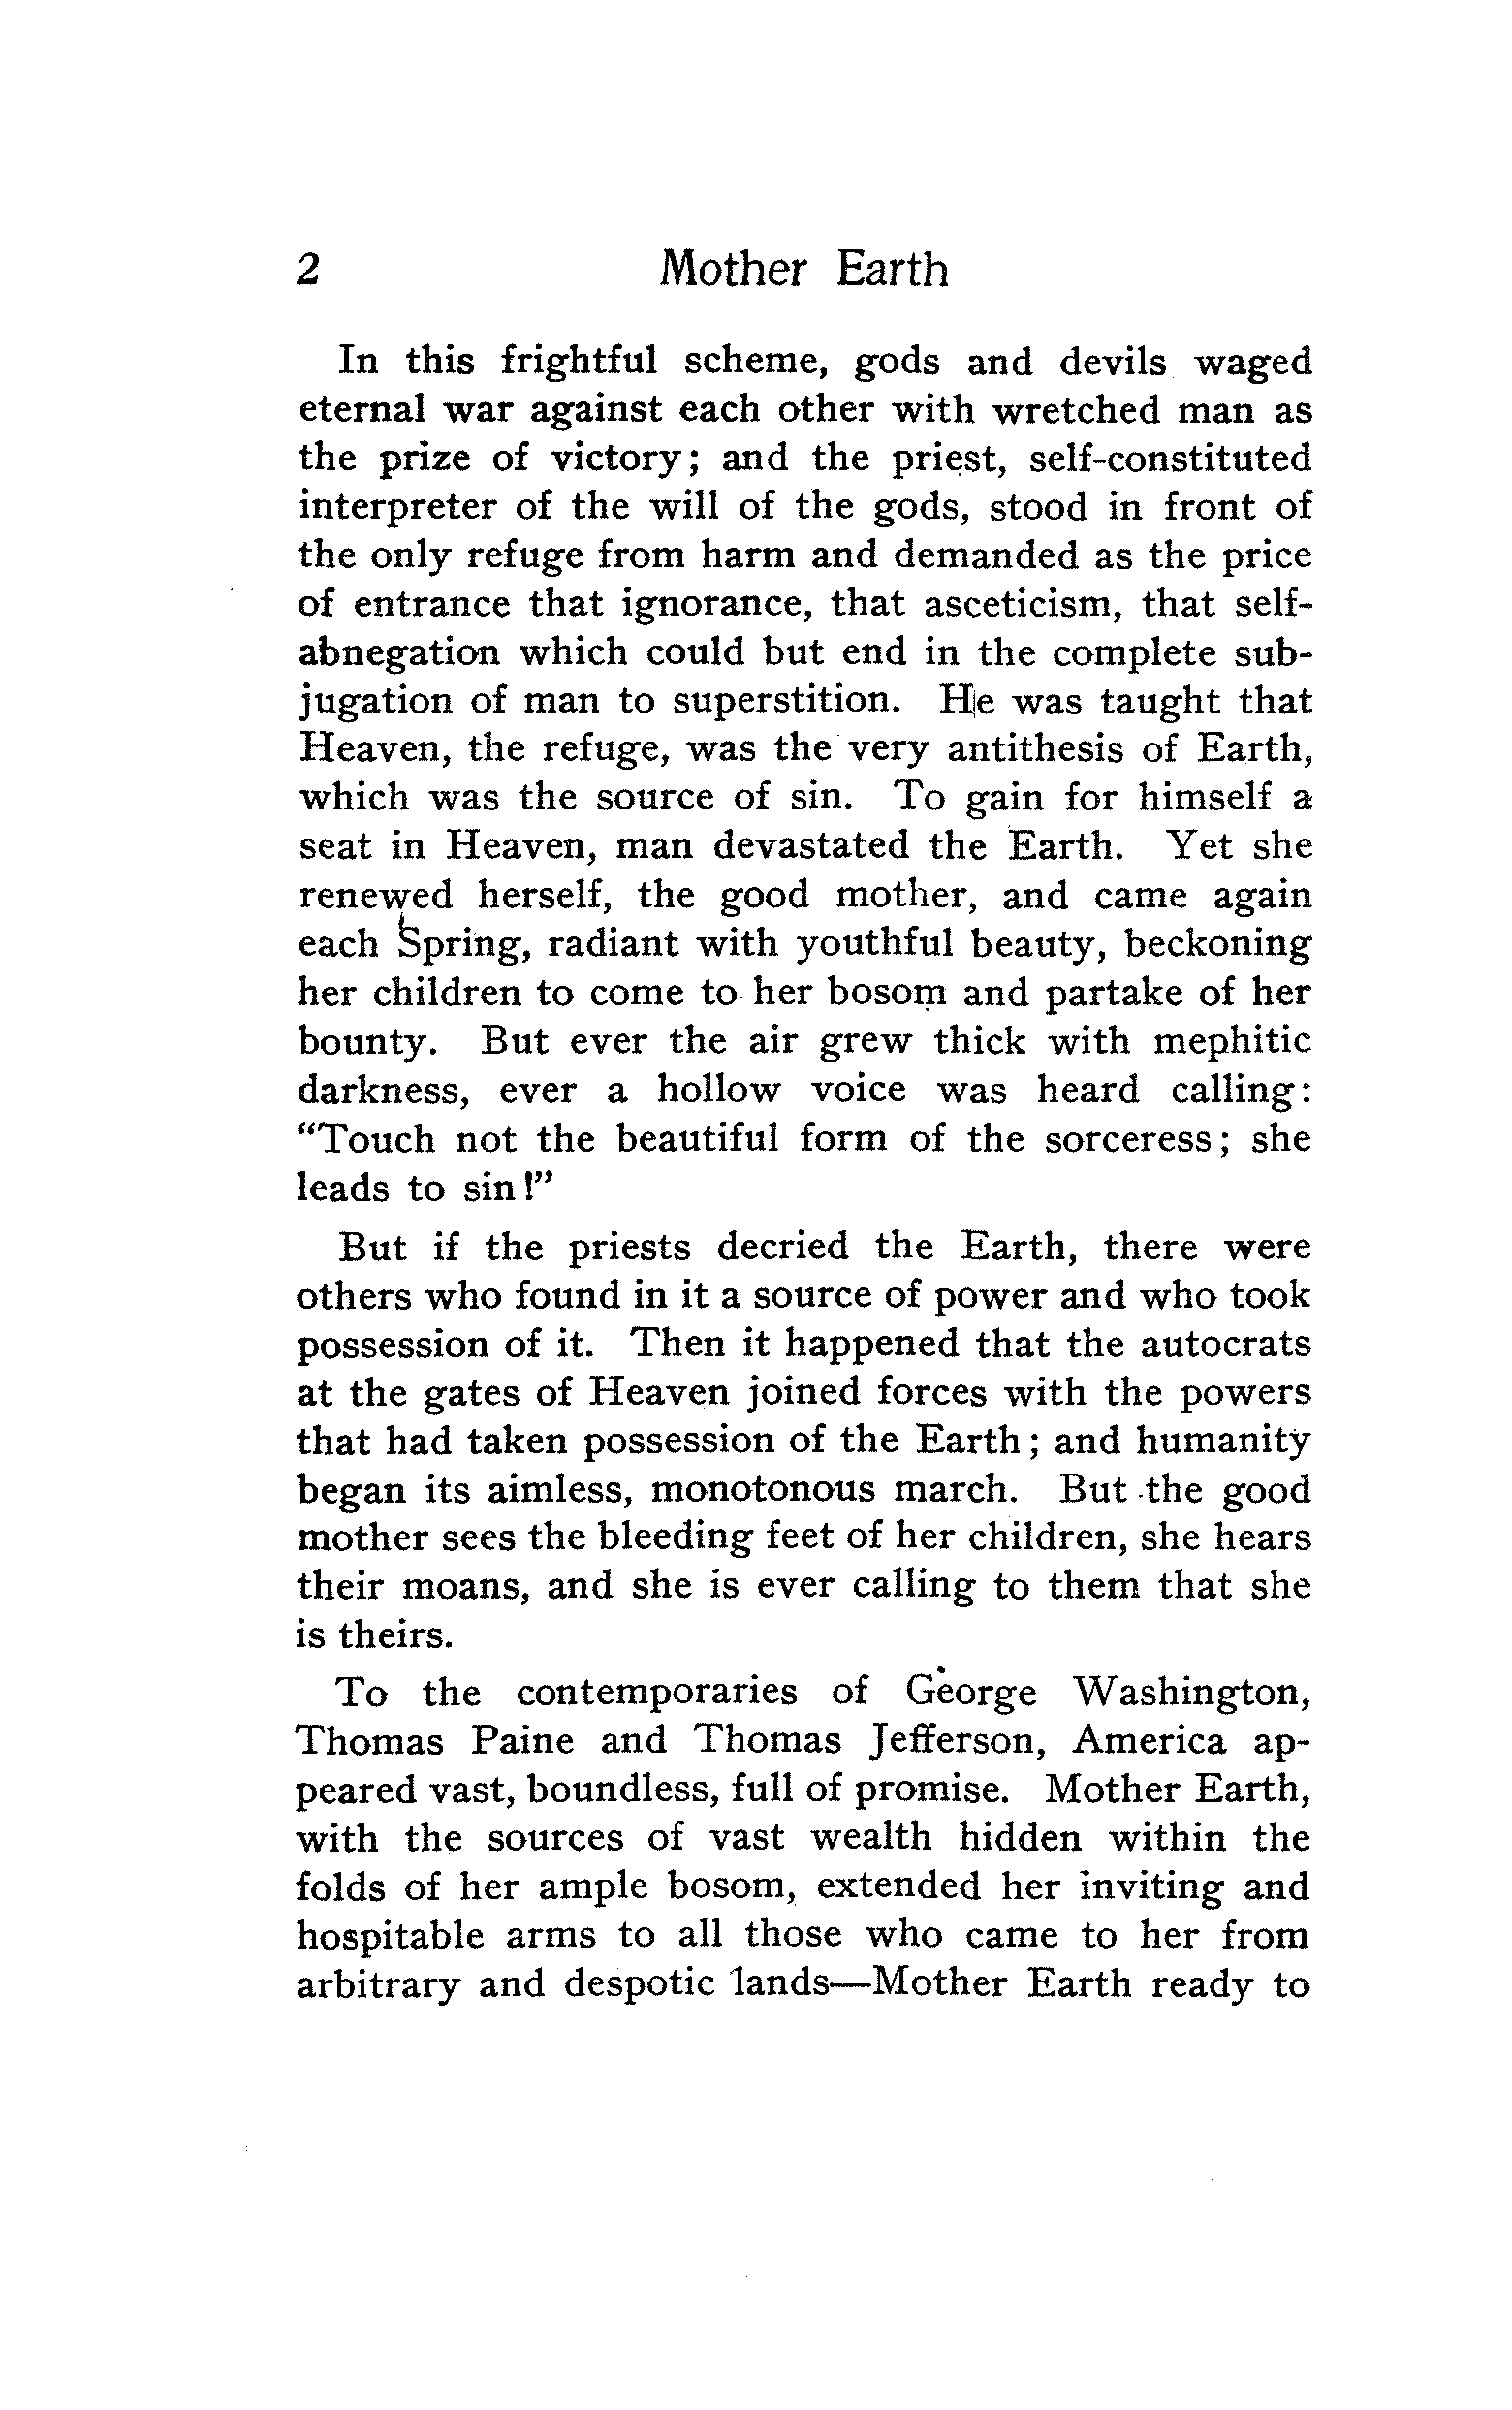 2 Mother Earth
In this frightful scheme, gods and devils waged
eternal war against each other with wretched man as
the prize of victory; and the priest, self-constituted
interpreter of the will of the gods, stood in front of
the only refuge from harm and demanded as the price
of entrance that ignorance, that asceticism, that self-
abnegation which could but end in the complete sub-
jugation of man to superstition. He was taught that
Heaven, the refuge, was the very antithesis of Earth,
which was the source of sin. To gain for himself a
seat in Heaven, man devastated the Earth. Yet she
renewed herself, the good mother, and came again
each Spring, radiant with youthful beauty, beckoning
her children to come to her bosom and partake of her
bounty. But ever the air grew thick with mephitic
darkness, ever a hollow voice was heard calling:
"Touch not the beautiful form of the sorceress; she
leads to sin!"
But if the priests decried the Earth, there were
others who found in it a source of power and who took
possession of it. Then it happened that the autocrats
at the gates of Heaven joined forces with the powers
that had taken possession of the Earth; and humanity
began its aimless, monotonous march. But the good
mother sees the bleeding feet of her children, she hears
their moans, and she is ever calling to them that she
is theirs.
To the contemporaries of George Washington,
Thomas Paine and Thomas Jefferson, America ap-
peared vast, boundless, full of promise. Mother Earth,
with the sources of vast wealth hidden within the
folds of her ample bosom, extended her inviting and
hospitable arms to all those who came to her from
arbitrary and despotic lands—Mother Earth ready to